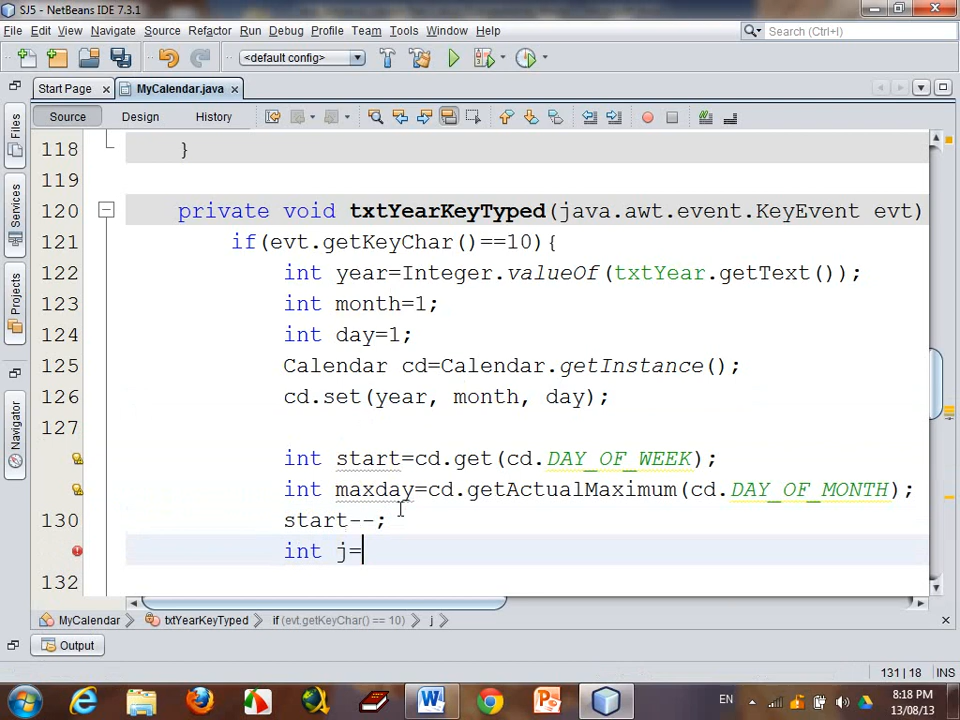 SJ5 - NetBeans IDE 7.3.1
File Edit View Navigate Source Refactor Run Debug Profile Team Tools Window Help
Search (Ctrl+I)
<default config>
Start Page MyCalendar.java
Source Design History
Files
Services
Projects
Navigator
118 }
119
120 private void txtYearKeyTyped(java.awt.event.KeyEvent evt)
121 if(evt.getKeyChar()==10){
122 int year=Integer.valueOf(txtYear.getText());
123 int month=1;
124 int day=1;
125 Calendar cd=Calendar.getInstance();
126 cd.set(year, month, day);
127
int start=cd.get(cd.DAY_OF_WEEK);
int maxday=cd.getActualMaximum(cd.DAY_OF_MONTH);
130 start--;
int j=
132
MyCalendar txtYearKeyTyped if (evt.getKeyChar() == 10) j
Output
131 | 18 INS
EN
8:18 PM
13/08/13